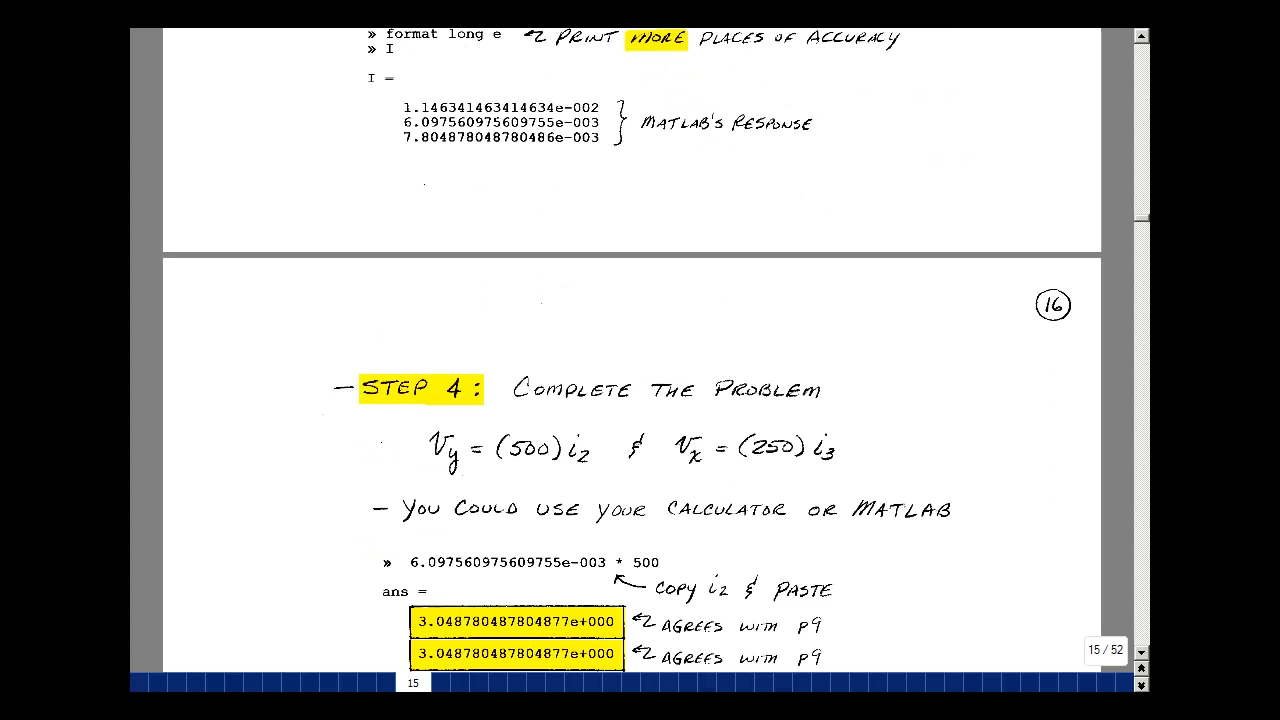 » format long e ← PRINT MORE PLACES OF ACCURACY
» I
I =
1.146341463414634e-002
6.097560975609755e-003 } MATLAB'S RESPONSE
7.804878048780486e-003
16
— STEP 4: COMPLETE THE PROBLEM
Vy = (500) i2 & Vx = (250) i3
— YOU COULD USE YOUR CALCULATOR OR MATLAB
» 6.097560975609755e-003 * 500
ans = COPY i2 & PASTE
3.048780487804877e+000 ← AGREES WITH p9
3.048780487804877e+000 ← AGREES WITH p9
15 / 52
15